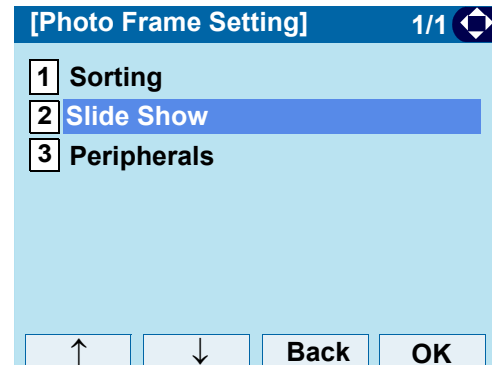 [Photo Frame Setting] 1/1
1 Sorting
2 Slide Show
3 Peripherals
↑ ↓ Back OK